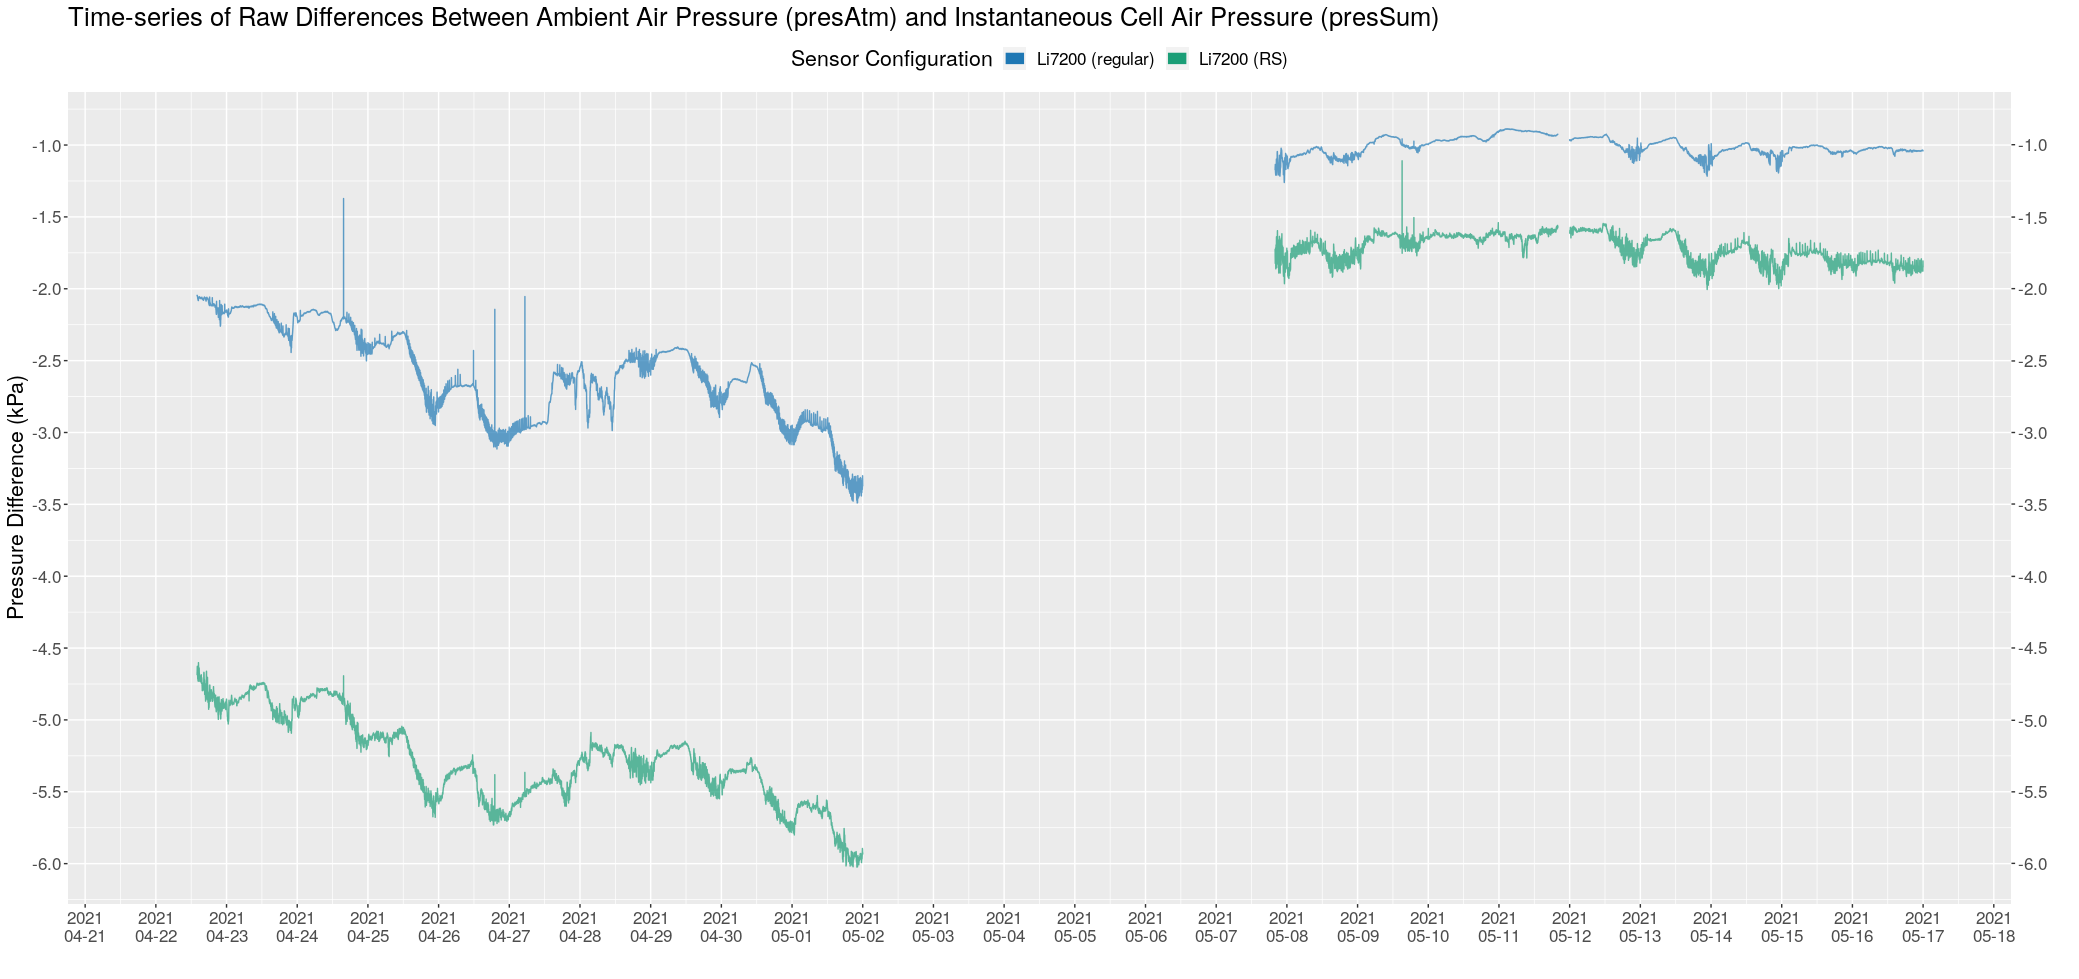 Time-series of Raw Differences Between Ambient Air Pressure (presAtm) and Instantaneous Cell Air Pressure (presSum)
Sensor Configuration Li7200 (regular) Li7200 (RS)
Pressure Difference (kPa)
-1.0 -1.0
-1.5 -1.5
-2.0 -2.0
-2.5 -2.5
-3.0 -3.0
-3.5 -3.5
-4.0 -4.0
-4.5 -4.5
-5.0 -5.0
-5.5 -5.5
-6.0 -6.0
2021 2021 2021 2021 2021 2021 2021 2021 2021 2021 2021 2021 2021 2021 2021 2021 2021 2021 2021 2021 2021 2021 2021 2021 2021 2021 2021 2021
04-21 04-22 04-23 04-24 04-25 04-26 04-27 04-28 04-29 04-30 05-01 05-02 05-03 05-04 05-05 05-06 05-07 05-08 05-09 05-10 05-11 05-12 05-13 05-14 05-15 05-16 05-17 05-18